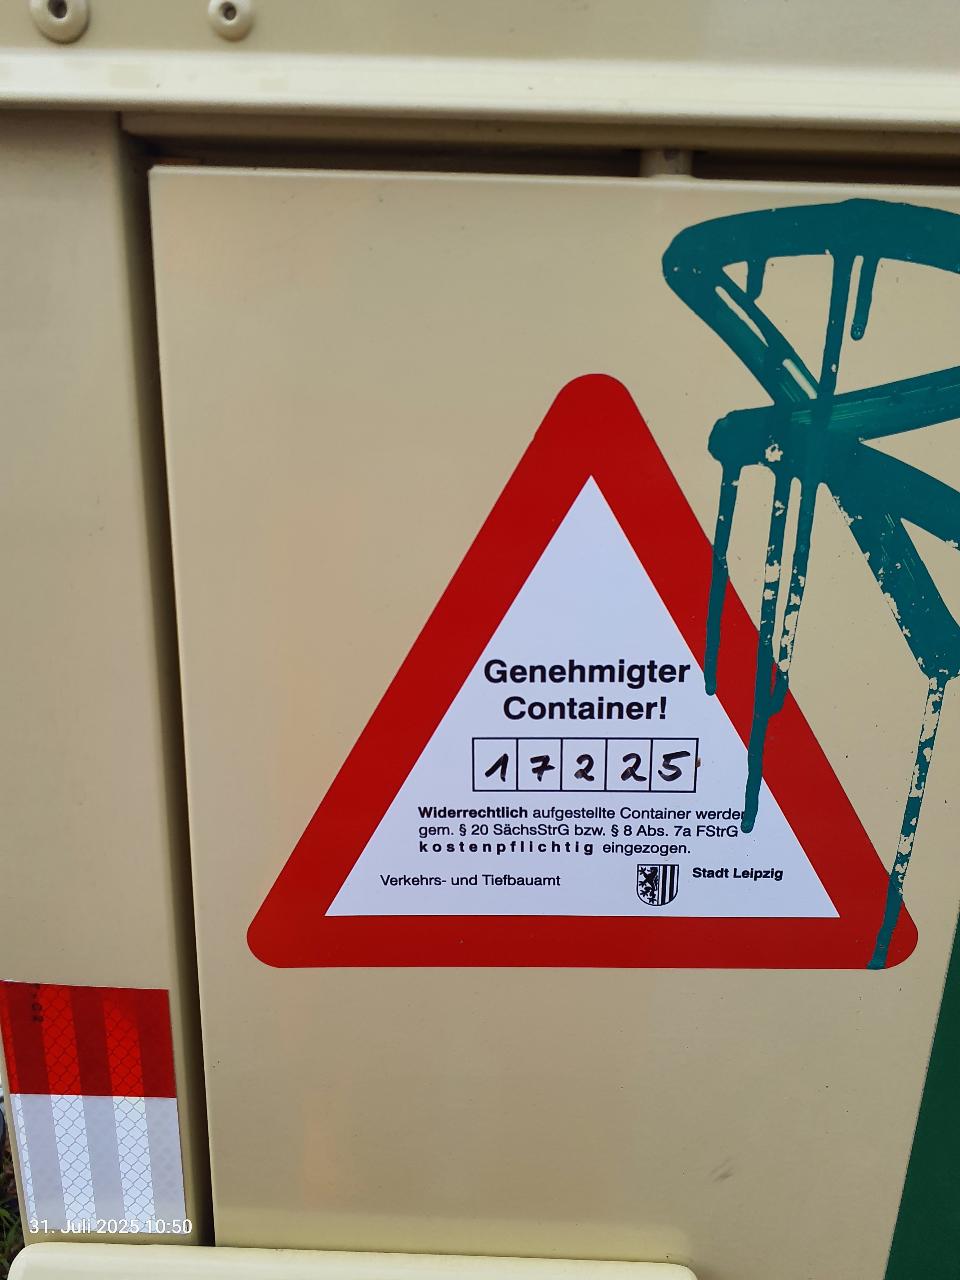 Genehmigter
Container!
17225
Widerrechtlich aufgestellte Container werden
gem. § 20 SächsStrG bzw. § 8 Abs. 7a FStrG
kostenpflichtig eingezogen.
Verkehrs- und Tiefbauamt
Stadt Leipzig
31. Juli 2025 10:50